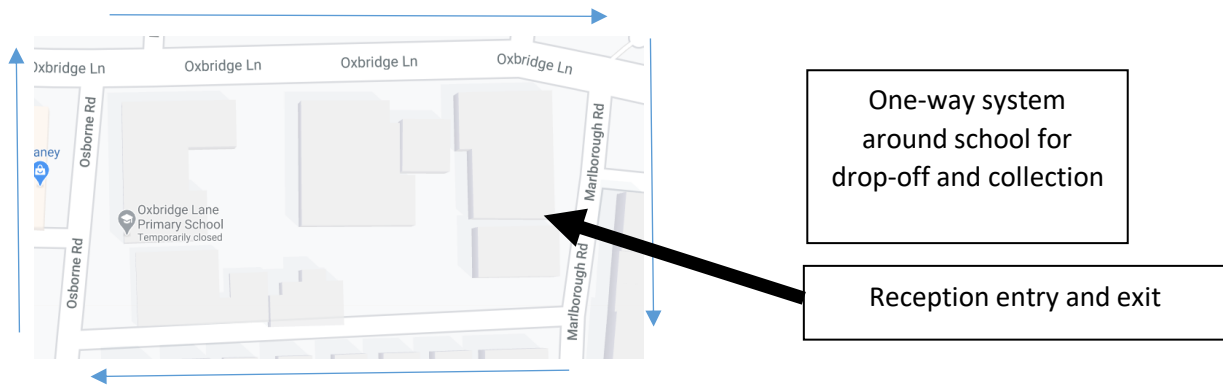 Oxbridge Ln
Oxbridge Ln
Oxbridge Ln
Oxbridge Ln
Osborne Rd
aney
Marlborough Rd
Oxbridge Lane
Primary School
Temporarily closed
Osborne Rd
Marlborough Rd
One-way system
around school for
drop-off and collection
Reception entry and exit